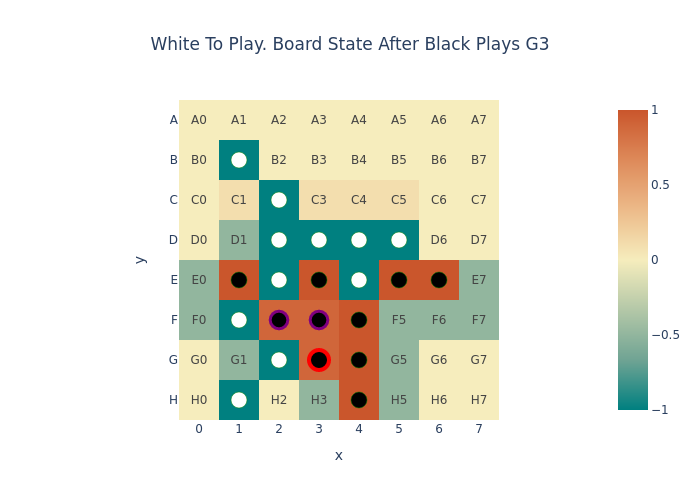 White To Play. Board State After Black Plays G3
A A0 A1 A2 A3 A4 A5 A6 A7 1
B B0 B2 B3 B4 B5 B6 B7
C C0 C1 C3 C4 C5 C6 C7 0.5
D D0 D1 D6 D7
y E E0 E7 0
F F0 F5 F6 F7 −0.5
G G0 G1 G5 G6 G7
H H0 H2 H3 H5 H6 H7 −1
0 1 2 3 4 5 6 7
x